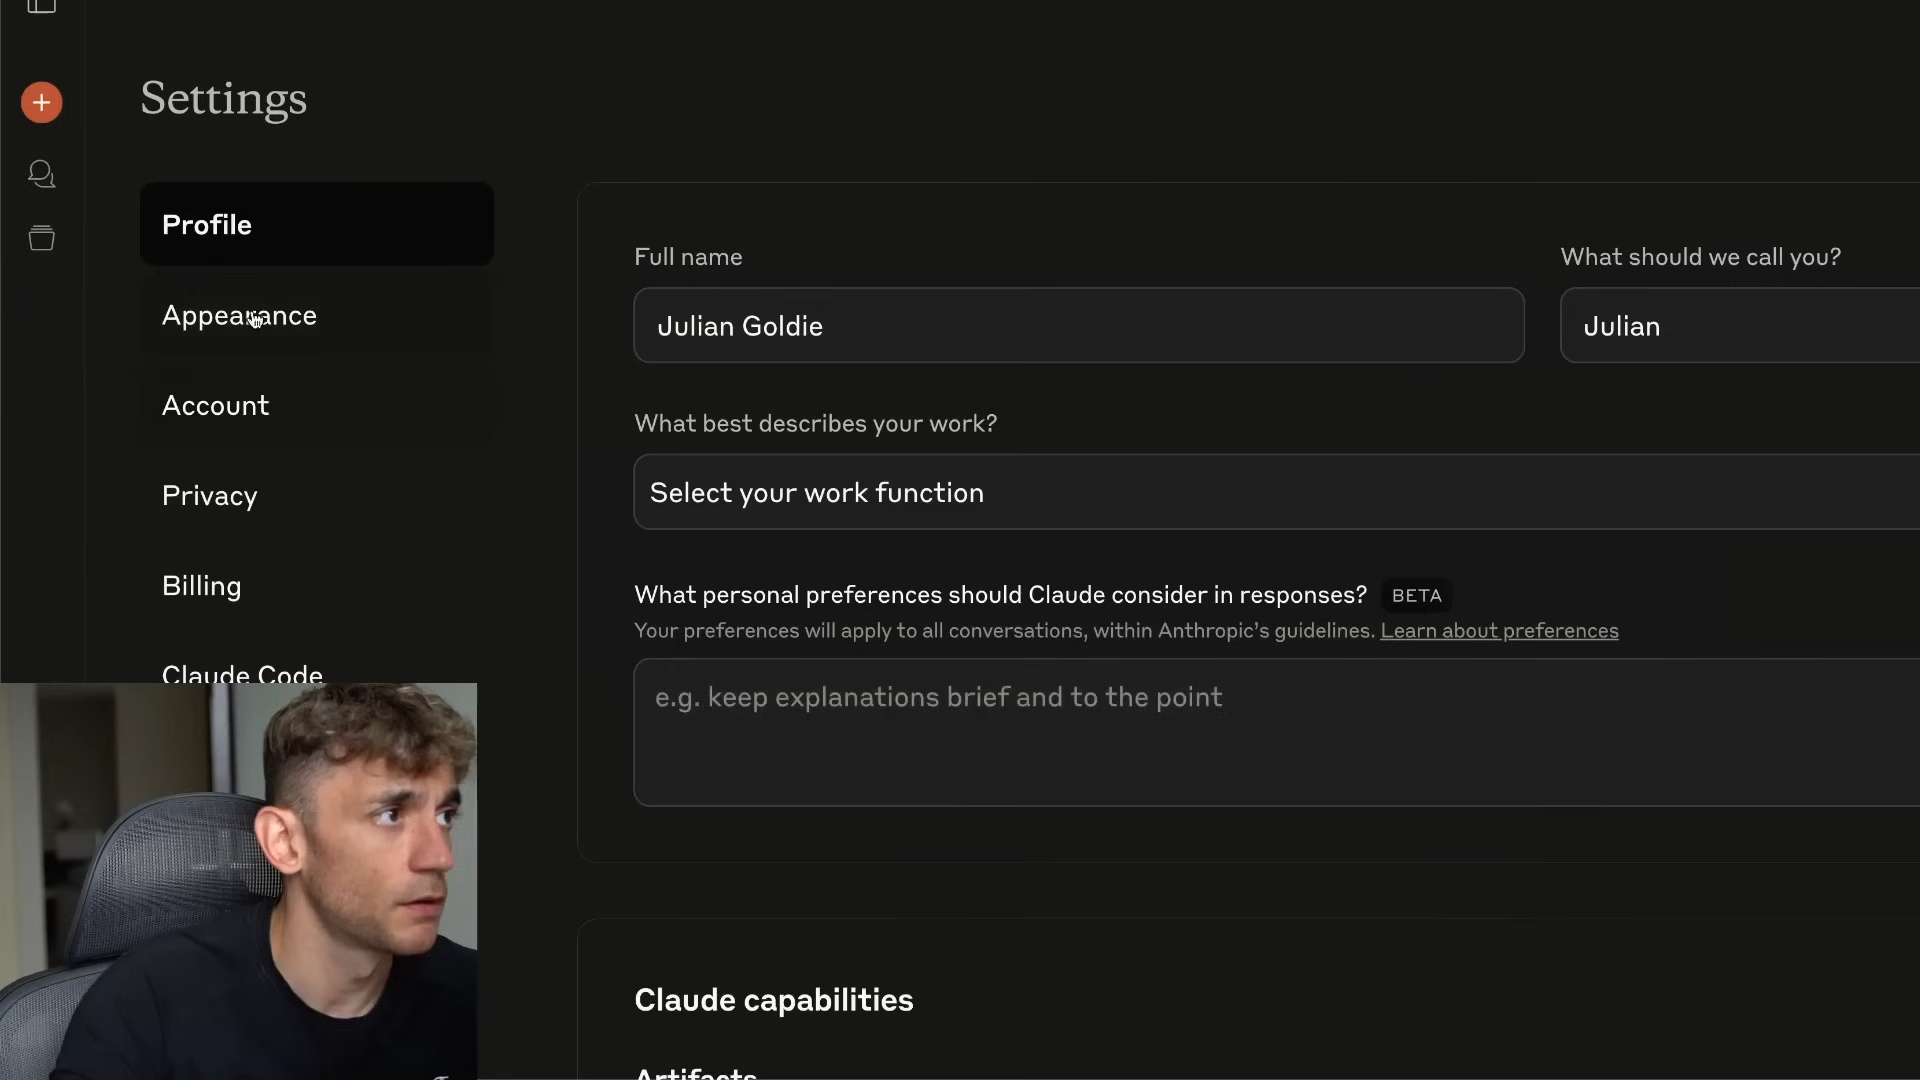 Settings
Profile
Appearance
Account
Privacy
Billing
Claude Code
Full name
What should we call you?
Julian Goldie
Julian
What best describes your work?
Select your work function
What personal preferences should Claude consider in responses? BETA
Your preferences will apply to all conversations, within Anthropic's guidelines. Learn about preferences
e.g. keep explanations brief and to the point
Claude capabilities
Artifacts